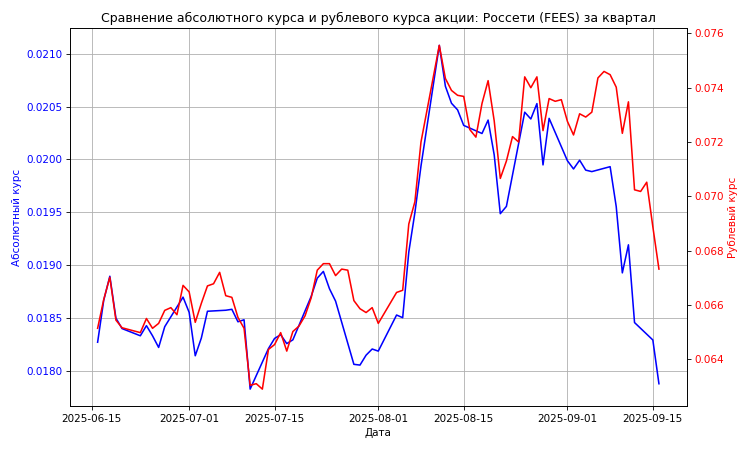 Сравнение абсолютного курса и рублевого курса акции: Россети (FEES) за квартал
0.0210
0.0205
0.0200
0.0195
0.0190
0.0185
0.0180
Абсолютный курс
0.076
0.074
0.072
0.070
0.068
0.066
0.064
Рублевый курс
2025-06-15 2025-07-01 2025-07-15 2025-08-01 2025-08-15 2025-09-01 2025-09-15
Дата